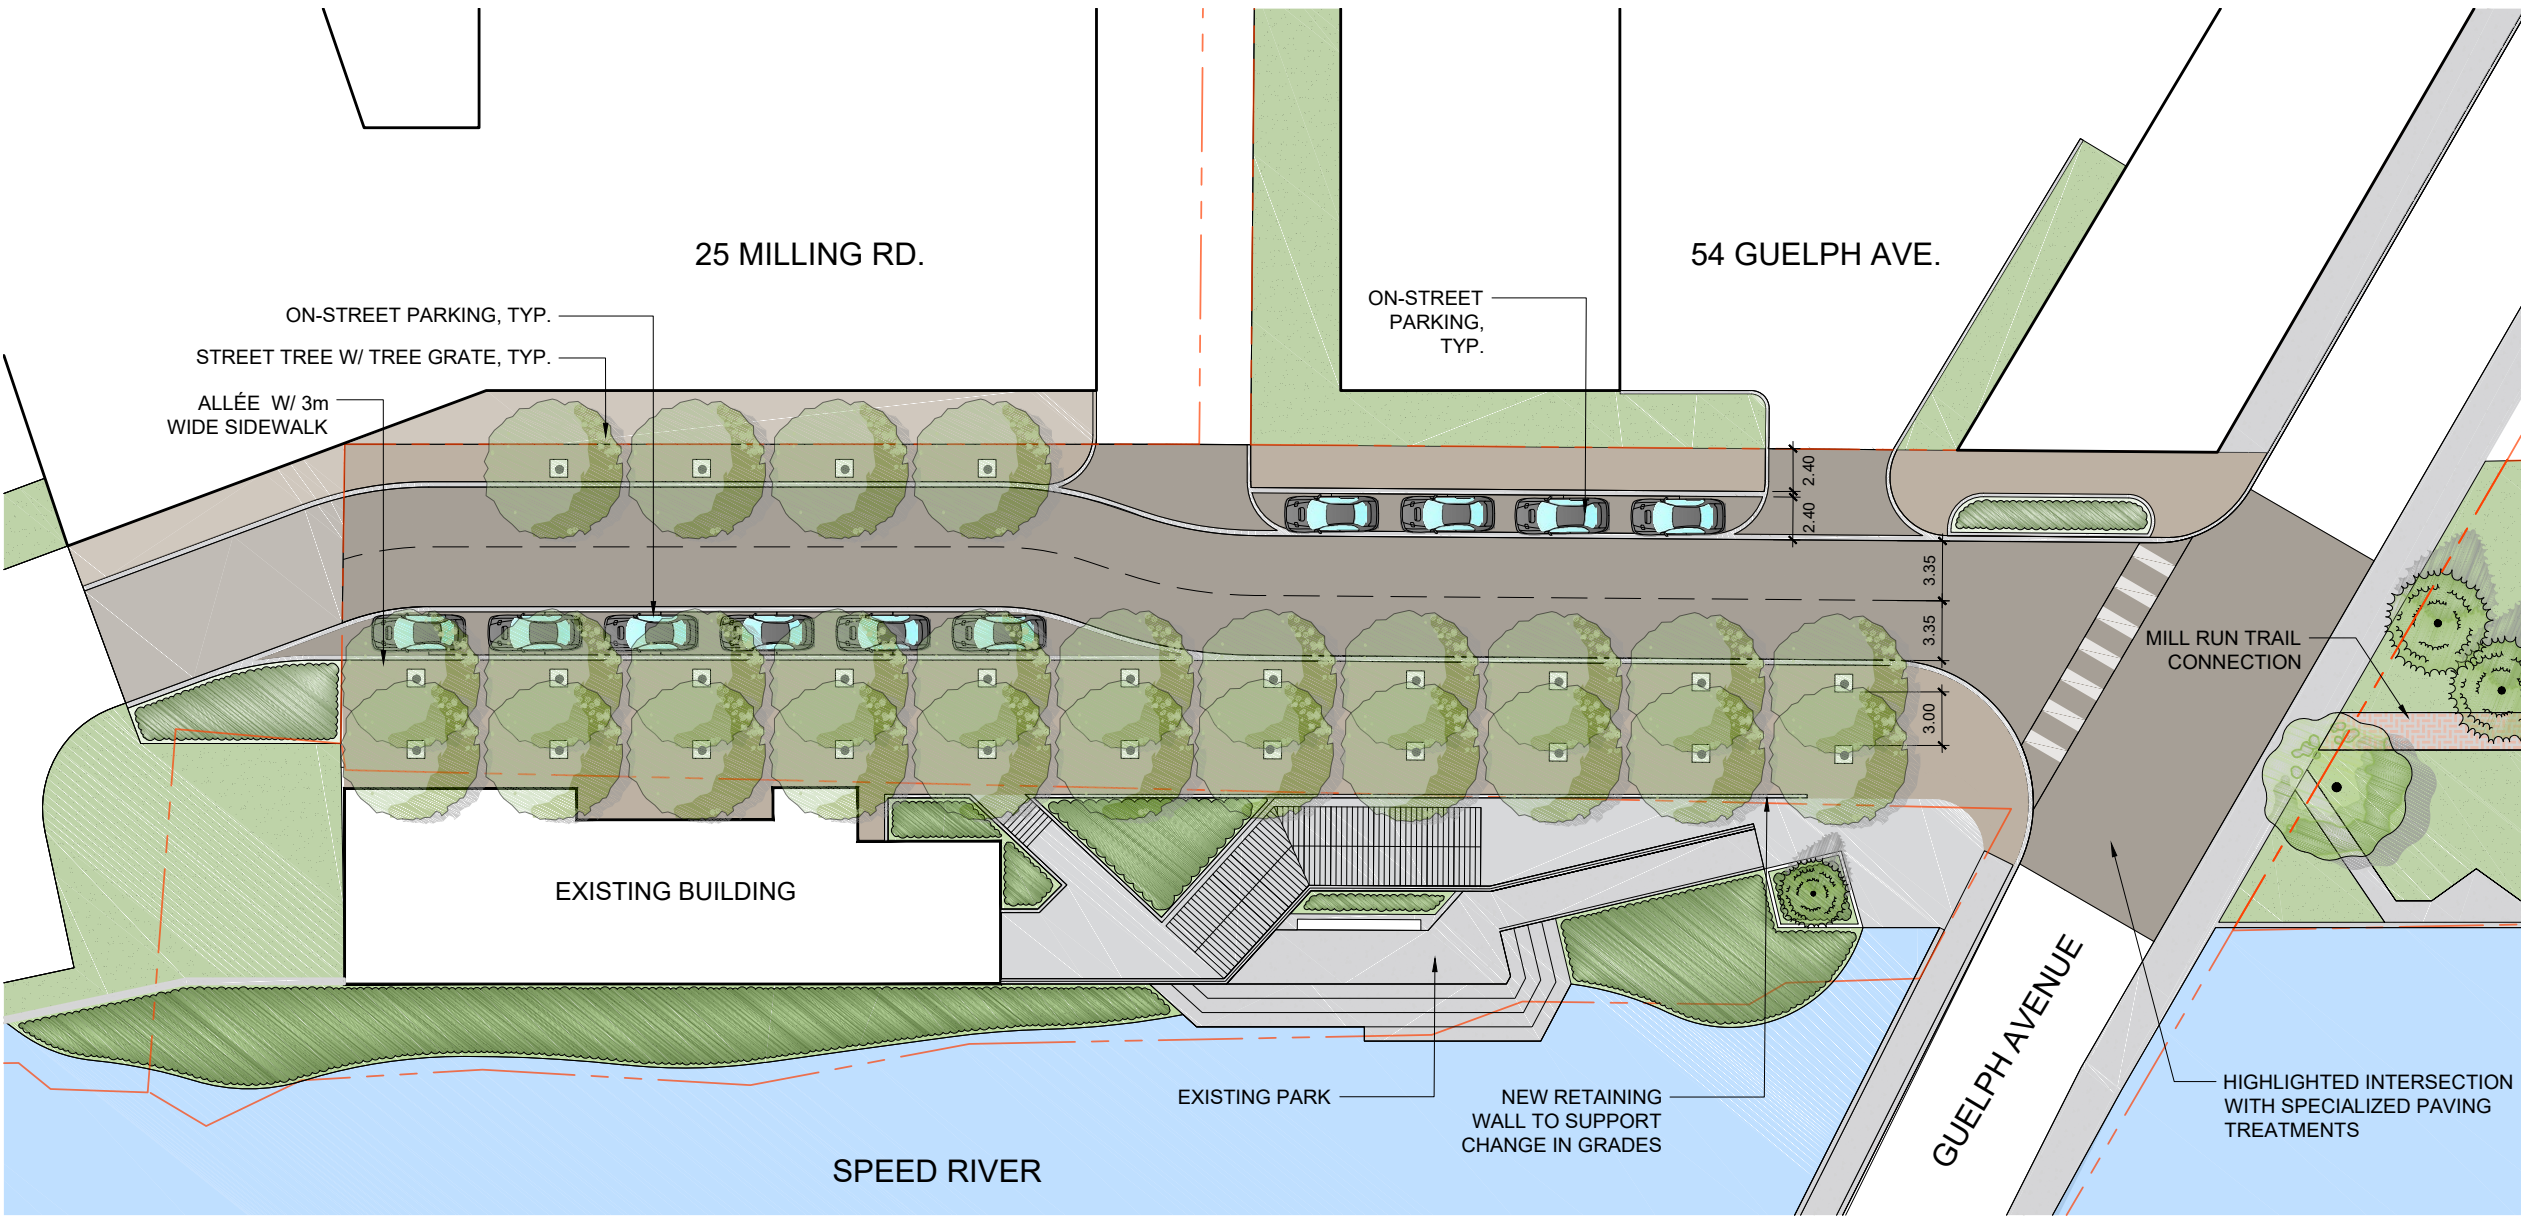 25 MILLING RD.
54 GUELPH AVE.
ON-STREET PARKING, TYP.
STREET TREE W/ TREE GRATE, TYP.
ALLÉE W/ 3m
WIDE SIDEWALK
ON-STREET
PARKING,
TYP.
2.40
2.40
3.35
3.35
3.00
MILL RUN TRAIL
CONNECTION
EXISTING BUILDING
EXISTING PARK
NEW RETAINING
WALL TO SUPPORT
CHANGE IN GRADES
GUELPH AVENUE
HIGHLIGHTED INTERSECTION
WITH SPECIALIZED PAVING
TREATMENTS
SPEED RIVER